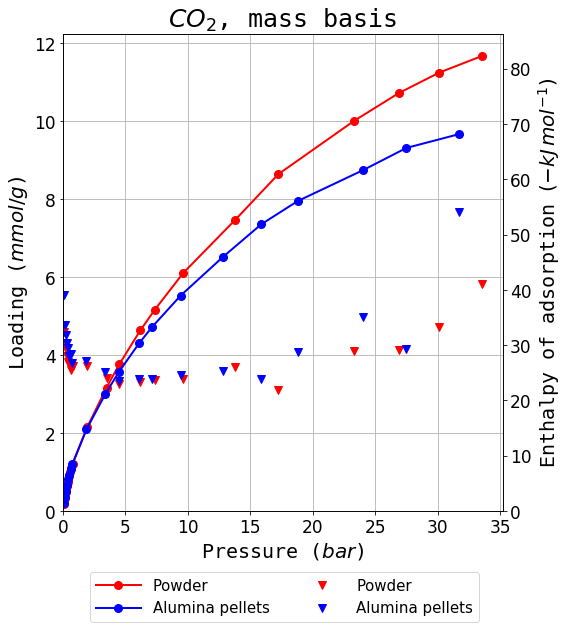 CO₂, mass basis
12
10
8
6
4
2
0
Loading (mmol/g)
80
70
60
50
40
30
20
10
0
Enthalpy of adsorption (−kJ mol⁻¹)
0 5 10 15 20 25 30 35
Pressure (bar)
Powder Powder
Alumina pellets Alumina pellets